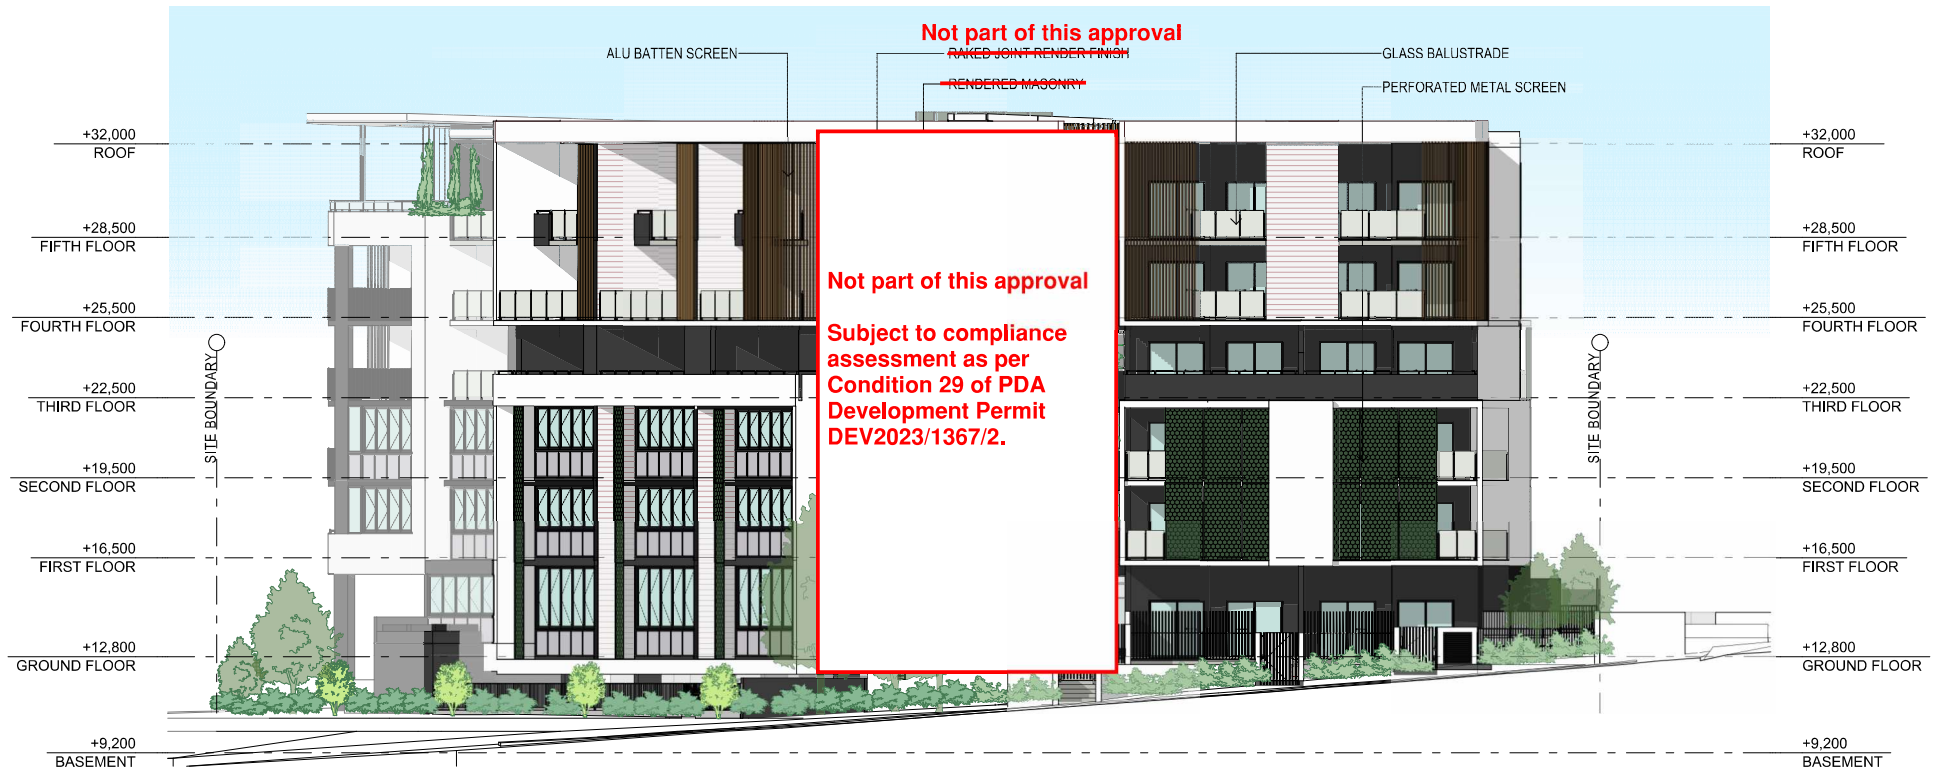 Not part of this approval
ALU BATTEN SCREEN
RAKED JOINT RENDER FINISH
GLASS BALUSTRADE
RENDERED MASONRY
PERFORATED METAL SCREEN
+32,000
ROOF
+32,000
ROOF
+28,500
FIFTH FLOOR
+28,500
FIFTH FLOOR
Not part of this approval
+25,500
FOURTH FLOOR
+25,500
FOURTH FLOOR
Subject to compliance
assessment as per
Condition 29 of PDA
Development Permit
DEV2023/1367/2.
SITE BOUNDARY
SITE BOUNDARY
+22,500
THIRD FLOOR
+22,500
THIRD FLOOR
+19,500
SECOND FLOOR
+19,500
SECOND FLOOR
+16,500
FIRST FLOOR
+16,500
FIRST FLOOR
+12,800
GROUND FLOOR
+12,800
GROUND FLOOR
+9,200
BASEMENT
+9,200
BASEMENT